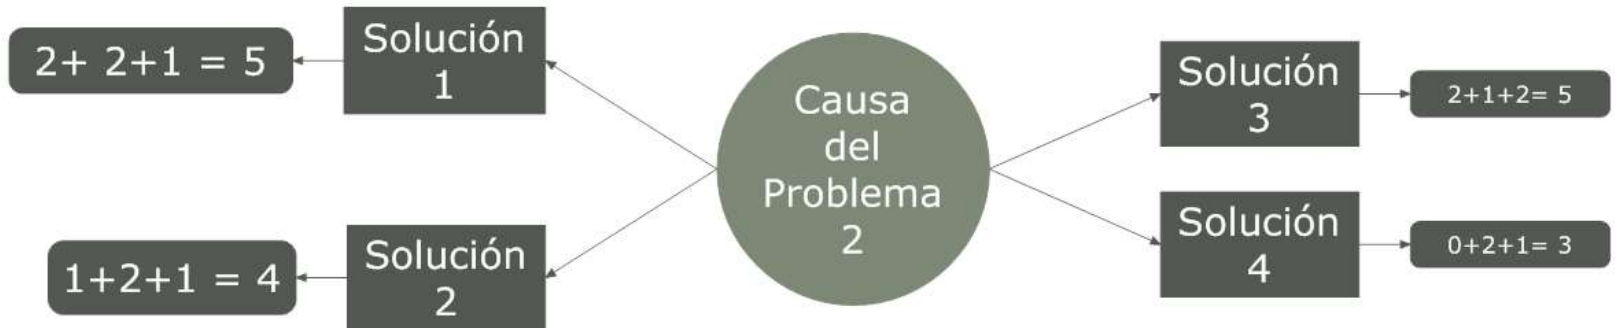 2+ 2+1 = 5
Solución
1
1+2+1 = 4
Solución
2
Causa
del
Problema
2
Solución
3
2+1+2= 5
Solución
4
0+2+1= 3